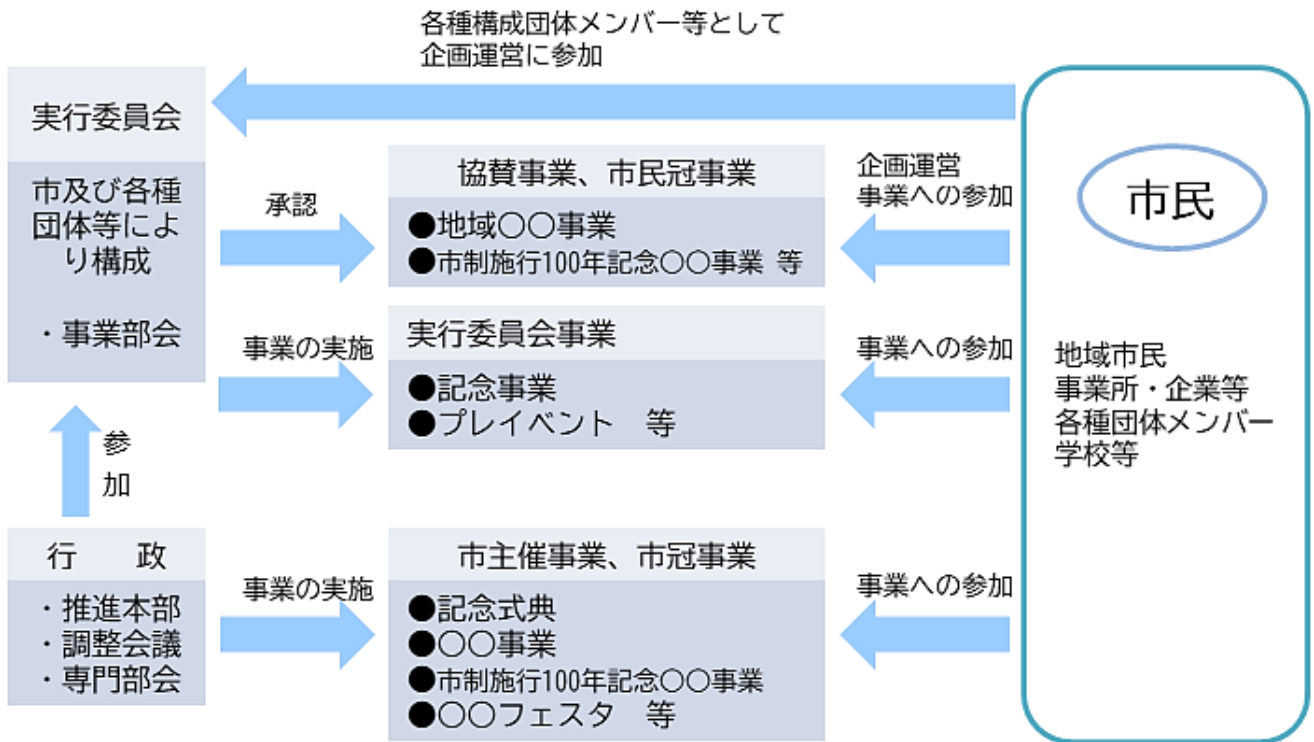 各種構成団体メンバー等として
企画運営に参加
実行委員会
市及び各種
団体等によ
り構成
・事業部会
承認
協賛事業、市民冠事業
●地域〇〇事業
●市制施行100年記念〇〇事業 等
企画運営
事業への参加
市民
地域市民
事業所・企業等
各種団体メンバー
学校等
事業の実施
実行委員会事業
●記念事業
●プレイベント 等
事業への参加
参
加
行 政
・推進本部
・調整会議
・専門部会
事業の実施
市主催事業、市冠事業
●記念式典
●〇〇事業
●市制施行100年記念〇〇事業
●〇〇フェスタ 等
事業への参加